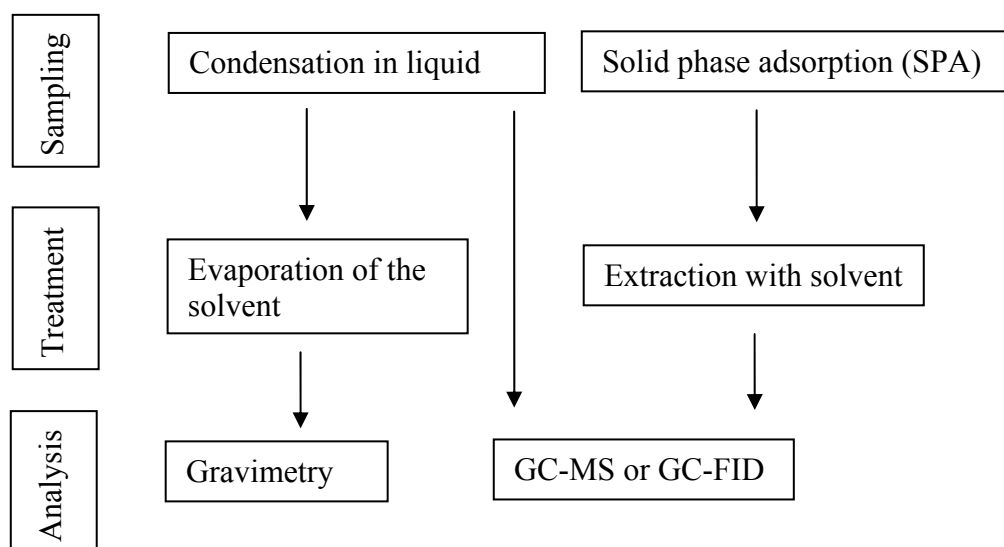 Sampling
Condensation in liquid
Solid phase adsorption (SPA)
Treatment
Evaporation of the
solvent
Extraction with solvent
Analysis
Gravimetry
GC-MS or GC-FID